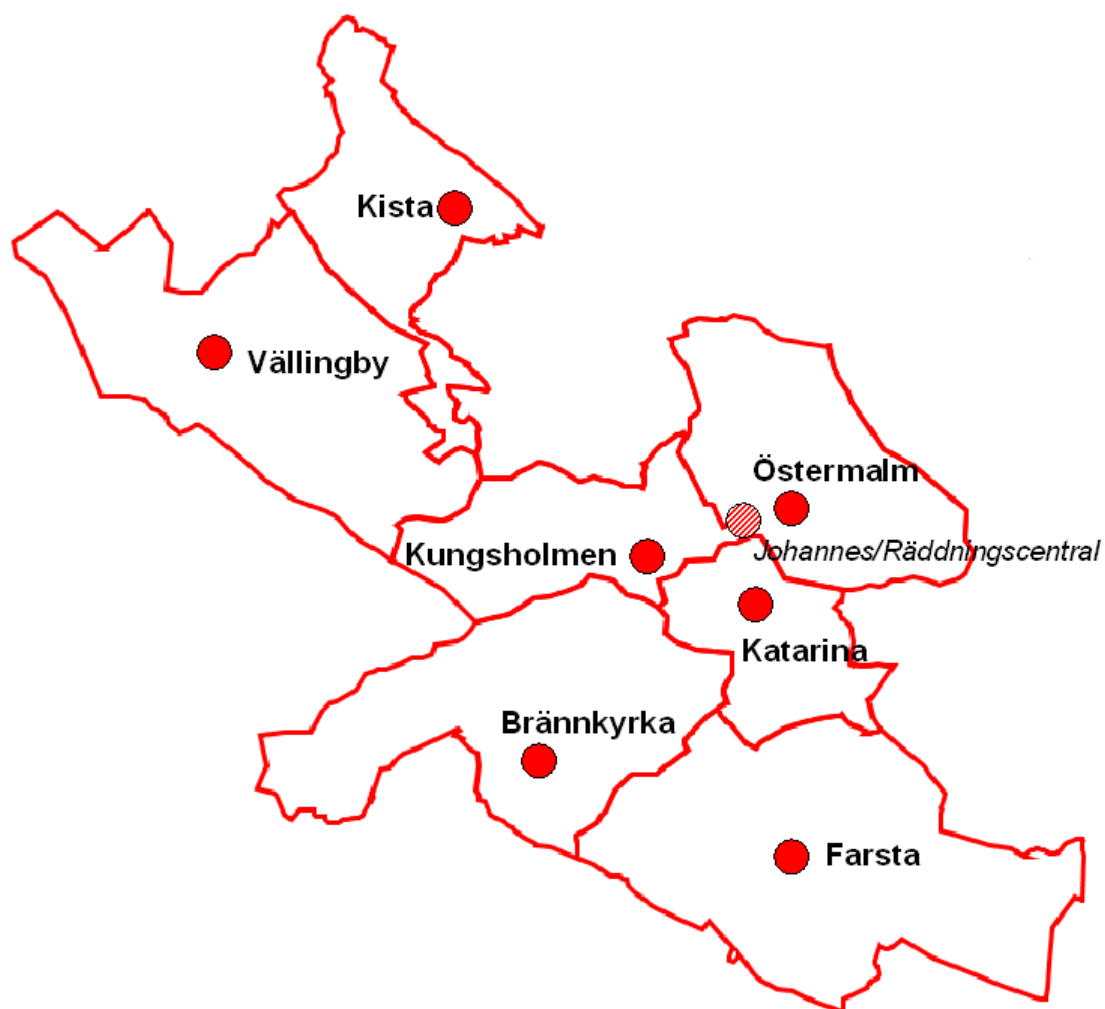 Kista
Vällingby
Östermalm
Johannes/Räddningscentral
Kungsholmen
Katarina
Brännkyrka
Farsta